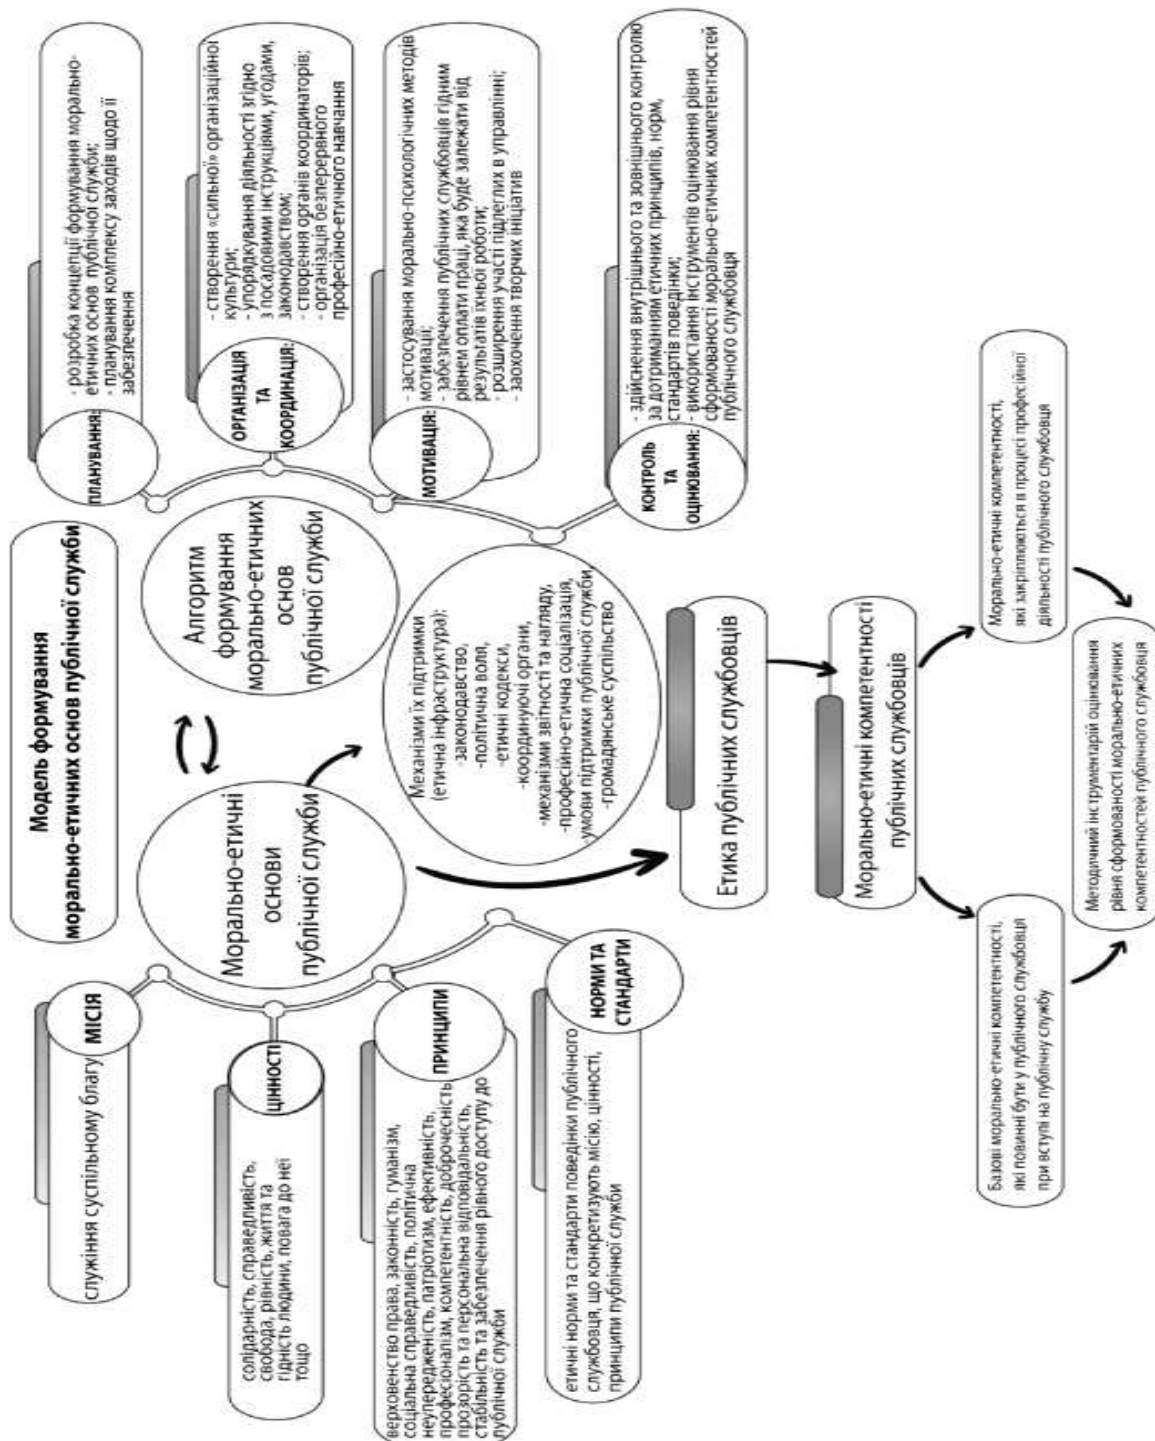 Модель формування
морально-етичних основ публічної служби
МІСІЯ
служіння суспільному благу
ЦІННОСТІ
солідарність, справедливість,
свобода, рівність, життя та
гідність людини, повага до неї
тощо
ПРИНЦИПИ
верховенство права, законність, гуманізм,
соціальна справедливість, політична
неупередженість, патріотизм, ефективність,
професіоналізм, компетентність, доброчесність
прозорість та персональна відповідальність,
стабільність та забезпечення рівного доступу до
публічної служби
НОРМИ ТА
СТАНДАРТИ
етичні норми та стандарти поведінки публічного
службовця, що конкретизують місію, цінності,
принципи публічної служби
Морально-етичні
основи
публічної служби
Алгоритм
формування
морально-етичних
основ
публічної служби
Механізми їх підтримки
(етична інфраструктура):
-законодавство,
-політична воля,
-етичні кодекси,
-координуючі органи,
-механізми звітності та нагляду,
-професійно-етична соціалізація,
-умови підтримки публічної служби,
-громадянське суспільство
ПЛАНУВАННЯ:
- розробка концепції формування морально-
етичних основ публічної служби;
- планування комплексу заходів щодо її
забезпечення
ОРГАНІЗАЦІЯ
ТА
КООРДИНАЦІЯ:
- створення «сильної» організаційної
культури;
- упорядкування діяльності згідно
з посадовими інструкціями, угодами,
законодавством;
- створення органів координаторів;
- організація безперервного
професійно-етичного навчання
МОТИВАЦІЯ:
- застосування морально-психологічних методів
мотивації;
- забезпечення публічних службовців гідним
рівнем оплати праці, яка буде залежати від
результатів їхньої роботи;
- розширення участі підлеглих в управлінні;
- заохочення творчих ініціатив
КОНТРОЛЬ
ТА
ОЦІНЮВАННЯ:
- здійснення внутрішнього та зовнішнього контролю
за дотриманням етичних принципів, норм,
стандартів поведінки;
- використання інструментів оцінювання рівня
сформованості морально-етичних компетентностей
публічного службовця
Етика публічних службовців
Морально-етичні компетентності
публічних службовців
Базові морально-етичні компетентності,
які повинні бути у публічного службовця
при вступі на публічну службу
Морально-етичні компетентності,
які закріплюються в процесі професійної
діяльності публічного службовця
Методичний інструментарій оцінювання
рівня сформованості морально-етичних
компетентностей публічного службовця